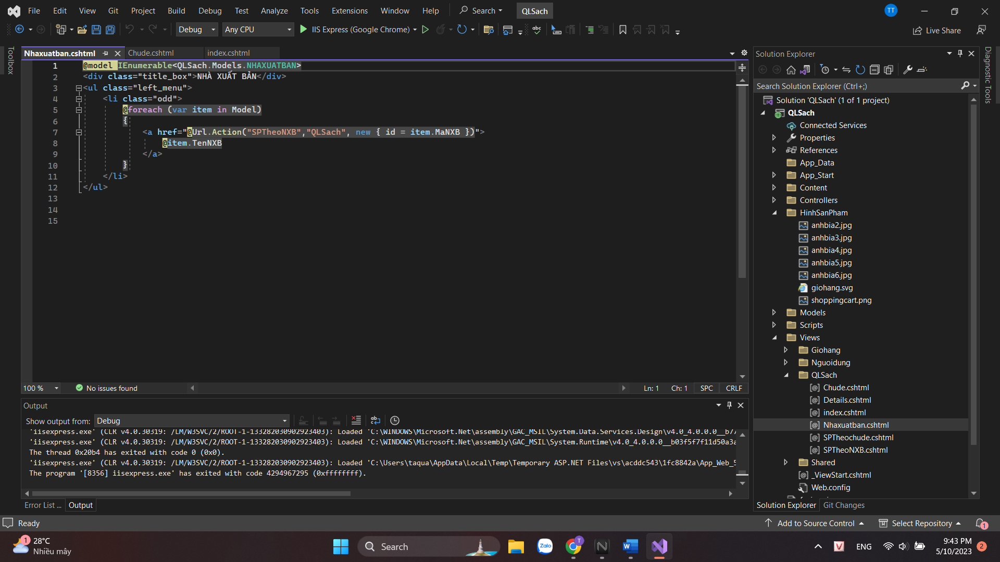 File Edit View Git Project Build Debug Test Analyze Tools Extensions Window Help Search QLSach TT
Debug Any CPU IIS Express (Google Chrome) Live Share
Toolbox
Nhaxuatban.cshtml Chude.cshtml index.cshtml
1 @model IEnumerable<QLSach.Models.NHAXUATBAN>
2 <div class="title_box">NHÀ XUẤT BẢN</div>
3 <ul class="left_menu">
4 <li class="odd">
5 @foreach (var item in Model)
6 {
7 <a href="@Url.Action("SPTheoNXB","QLSach", new { id = item.MaNXB })">
8 @item.TenNXB
9 </a>
10 }
11 </li>
12 </ul>
13
14
15
100 % No issues found Ln: 1 Ch: 1 SPC CRLF
Output
Show output from: Debug
'iisexpress.exe' (CLR v4.0.30319: /LM/W3SVC/2/ROOT-1-133282030902923403): Loaded 'C:\WINDOWS\Microsoft.Net\assembly\GAC_MSIL\System.Data.Services.Design\v4.0_4.0.0.0__b77
'iisexpress.exe' (CLR v4.0.30319: /LM/W3SVC/2/ROOT-1-133282030902923403): Loaded 'C:\WINDOWS\Microsoft.Net\assembly\GAC_MSIL\System.Runtime\v4.0_4.0.0.0__b03f5f7f11d50a3a
The thread 0x20b4 has exited with code 0 (0x0).
'iisexpress.exe' (CLR v4.0.30319: /LM/W3SVC/2/ROOT-1-133282030902923403): Loaded 'C:\Users\taqua\AppData\Local\Temp\Temporary ASP.NET Files\vs\acddc543\1fc8842a\App_Web_5
The program '[8356] iisexpress.exe' has exited with code 4294967295 (0xffffffff).
Error List ... Output
Solution Explorer
Search Solution Explorer (Ctrl+;)
Solution 'QLSach' (1 of 1 project)
QLSach
Connected Services
Properties
References
App_Data
App_Start
Content
Controllers
HinhSanPham
anhbia2.jpg
anhbia3.jpg
anhbia4.jpg
anhbia5.jpg
anhbia6.jpg
giohang.svg
shoppingcart.png
Models
Scripts
Views
Giohang
Nguoidung
QLSach
Chude.cshtml
Details.cshtml
index.cshtml
Nhaxuatban.cshtml
SPTheochude.cshtml
SPTheoNXB.cshtml
Shared
_ViewStart.cshtml
Web.config
Solution Explorer Git Changes
Diagnostic Tools
Ready Add to Source Control Select Repository 1
1 28°C
Nhiều mây
Search Zalo T W V ENG
9:43 PM
5/10/2023 2